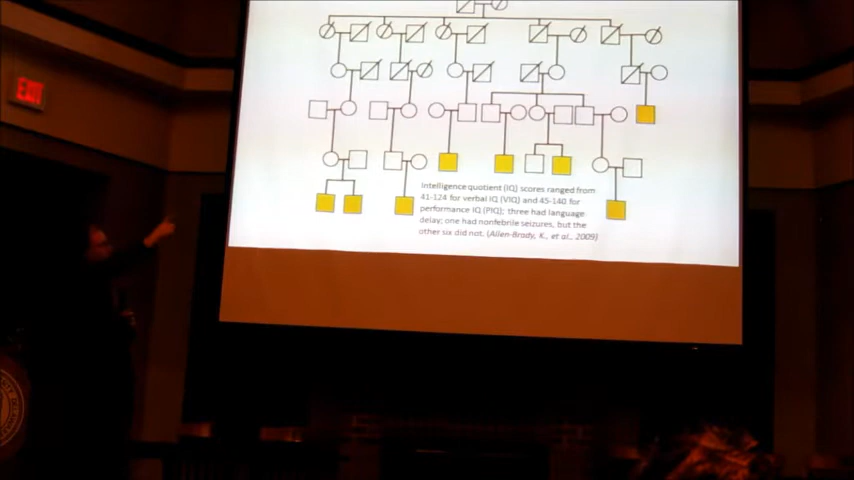 EXIT
Intelligence quotient (IQ) scores ranged from
41-124 for verbal IQ (VIQ) and 45-140 for
performance IQ (PIQ); three had language
delay; one had nonfebrile seizures, but the
other six did not. (Allen-Brady, K., et al., 2009)